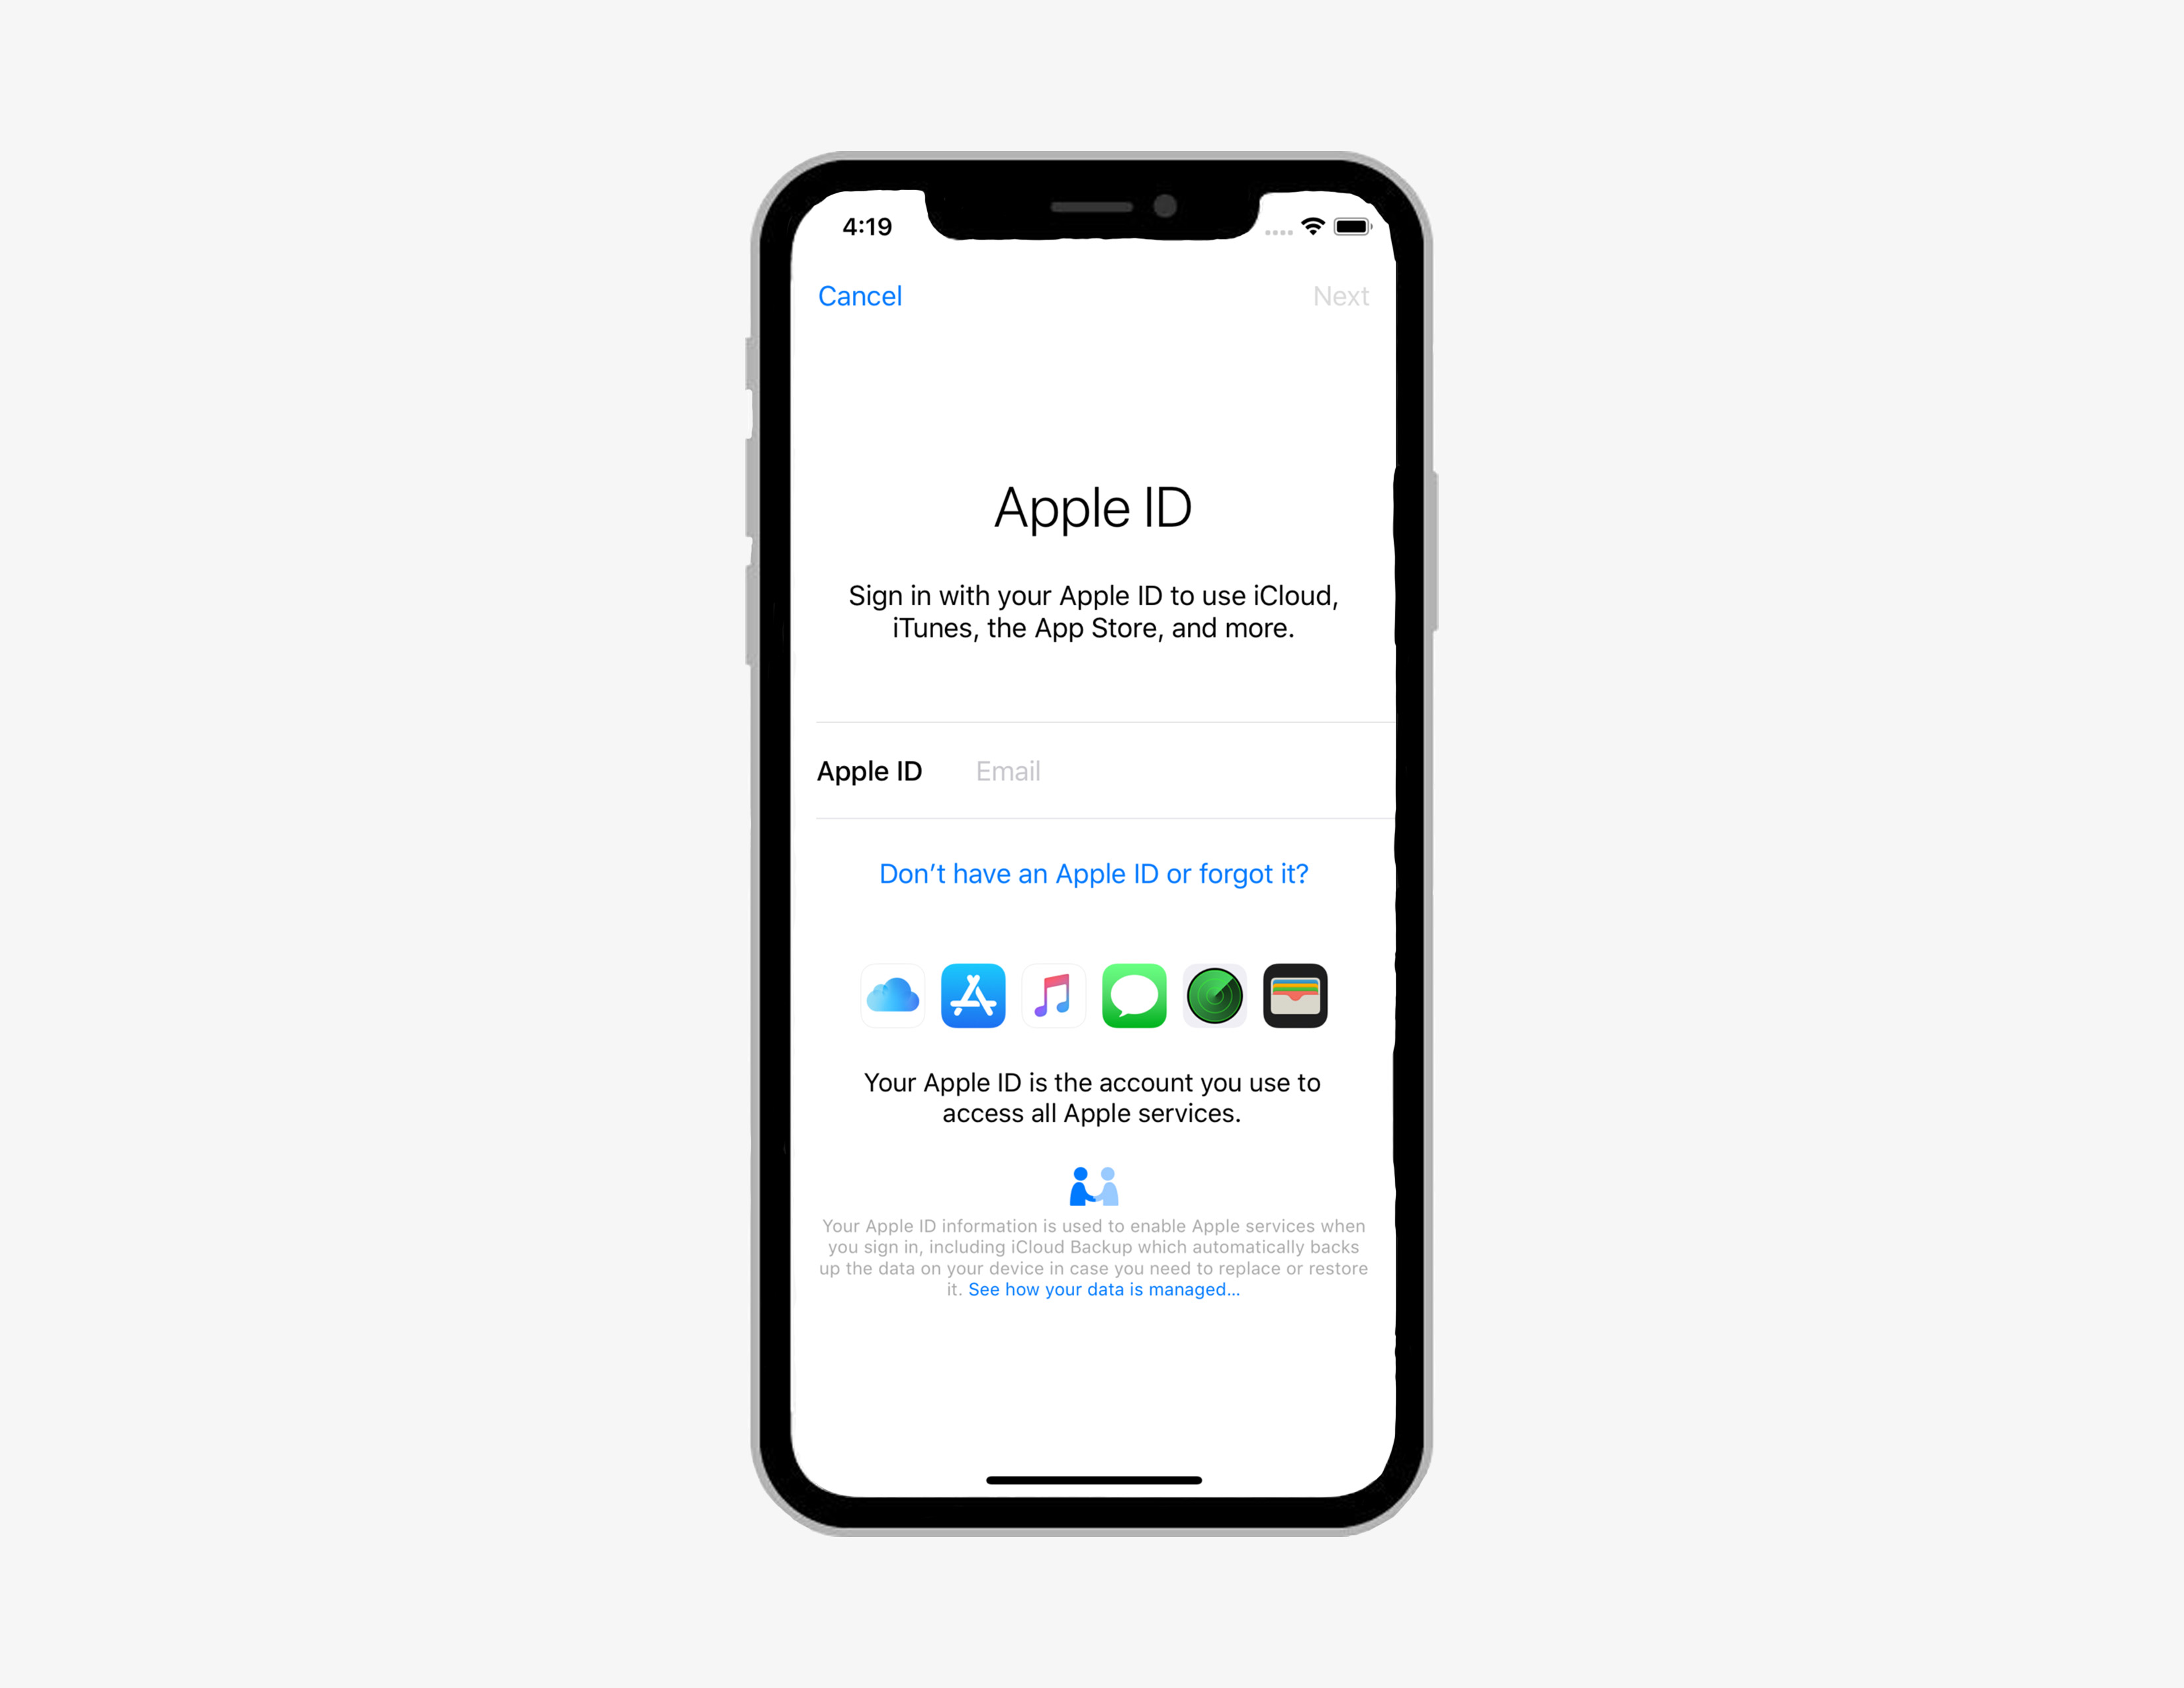 4:19
Cancel
Next
Apple ID
Sign in with your Apple ID to use iCloud,
iTunes, the App Store, and more.
Apple ID
Email
Don’t have an Apple ID or forgot it?
Your Apple ID is the account you use to
access all Apple services.
Your Apple ID information is used to enable Apple services when
you sign in, including iCloud Backup which automatically backs
up the data on your device in case you need to replace or restore
it. See how your data is managed...